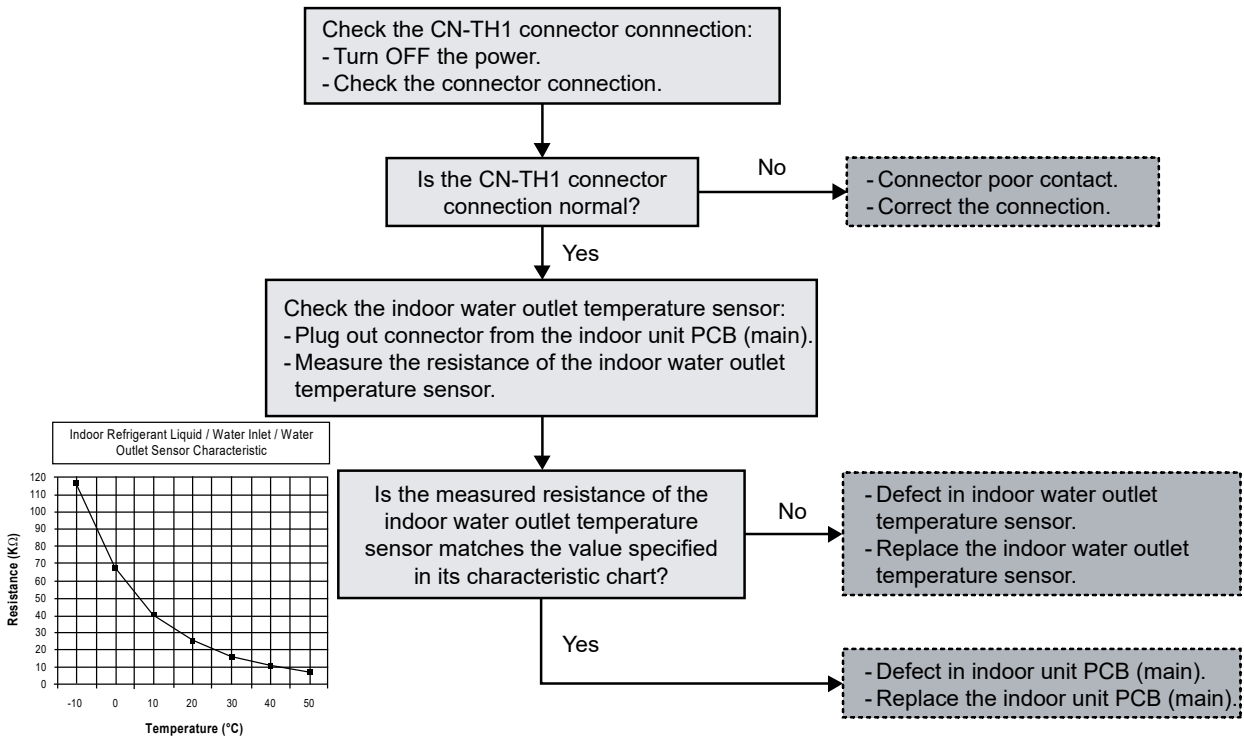 Check the CN-TH1 connector connnection:
- Turn OFF the power.
- Check the connector connection.
Is the CN-TH1 connector
connection normal?
No
- Connector poor contact.
- Correct the connection.
Yes
Check the indoor water outlet temperature sensor:
- Plug out connector from the indoor unit PCB (main).
- Measure the resistance of the indoor water outlet
temperature sensor.
Indoor Refrigerant Liquid / Water Inlet / Water
Outlet Sensor Characteristic
Resistance (KΩ)
120
110
100
90
80
70
60
50
40
30
20
10
0
-10 0 10 20 30 40 50
Temperature (°C)
Is the measured resistance of the
indoor water outlet temperature
sensor matches the value specified
in its characteristic chart?
No
- Defect in indoor water outlet
temperature sensor.
- Replace the indoor water outlet
temperature sensor.
Yes
- Defect in indoor unit PCB (main).
- Replace the indoor unit PCB (main).